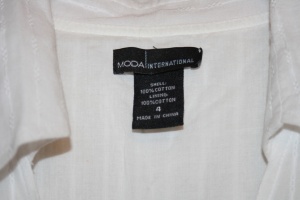 MODA INTERNATIONAL
SHELL:
100%COTTON
LINING:
100%COTTON
4
MADE IN CHINA